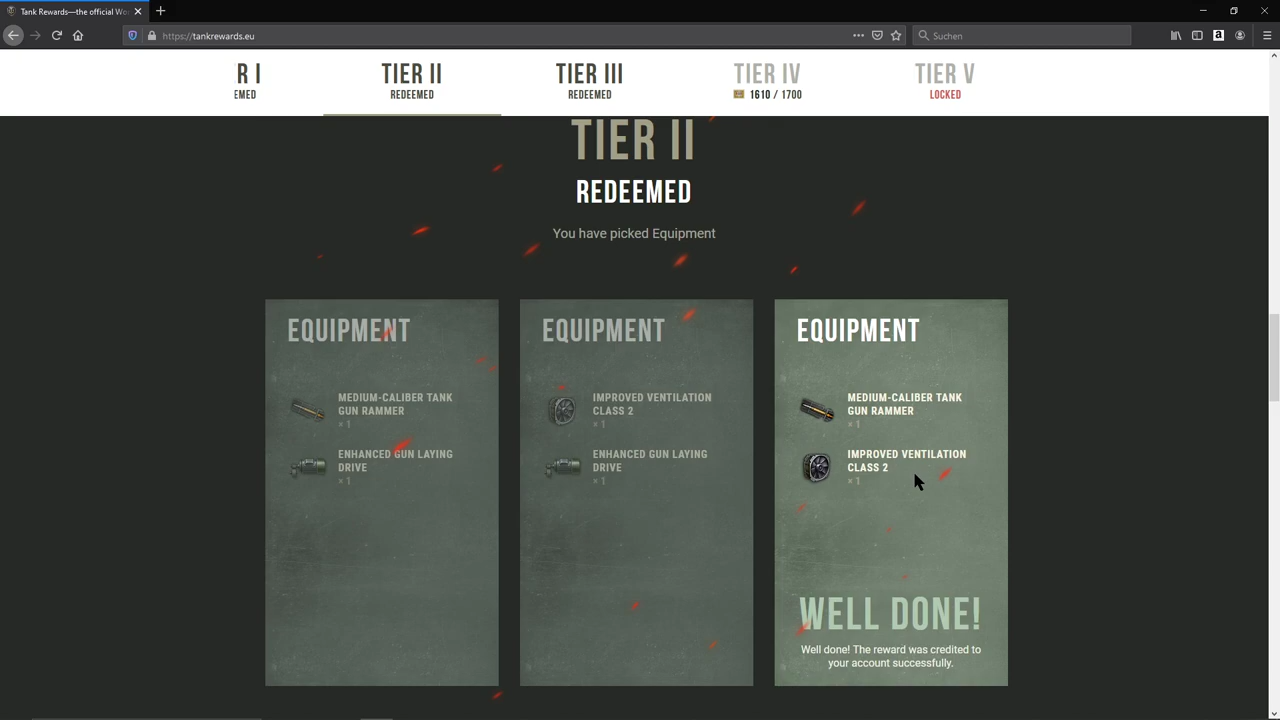 Tank Rewards—the official Wo
https://tankrewards.eu
Suchen
R I
EMED
TIER II
REDEEMED
TIER III
REDEEMED
TIER IV
1610 / 1700
TIER V
LOCKED
TIER II
REDEEMED
You have picked Equipment
EQUIPMENT
MEDIUM-CALIBER TANK
GUN RAMMER
× 1
ENHANCED GUN LAYING
DRIVE
× 1
EQUIPMENT
IMPROVED VENTILATION
CLASS 2
× 1
ENHANCED GUN LAYING
DRIVE
× 1
EQUIPMENT
MEDIUM-CALIBER TANK
GUN RAMMER
× 1
IMPROVED VENTILATION
CLASS 2
× 1
WELL DONE!
Well done! The reward was credited to
your account successfully.